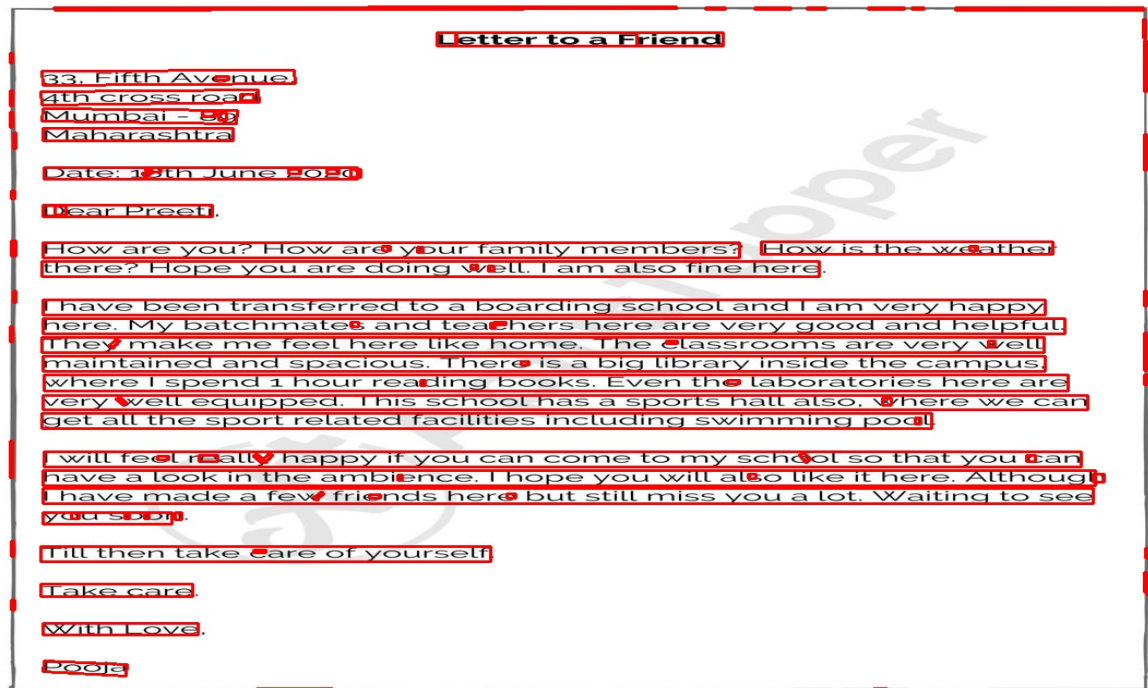 Letter to a Friend
33, Fifth Avenue,
4th cross road
Mumbai -
Maharashtra
Date: June 2020
Dear Preeti,
How are you? How are your family members? How is the weather
there? Hope you are doing well. I am also fine here.
I have been transferred to a boarding school and I am very happy
here. My batchmates and teachers here are very good and helpful.
They make me feel here like home. The classrooms are very well
maintained and spacious. There is a big library inside the campus,
where I spend 1 hour reading books. Even the laboratories here are
very well equipped. This school has a sports hall also, where we can
get all the sport related facilities including swimming pool.
I will feel really happy if you can come to my school so that you can
have a look in the ambience. I hope you will also like it here. Although
I have made a few friends here but still miss you a lot. Waiting to see
you soon.
Till then take care of yourself.
Take care.
With Love,
Pooja